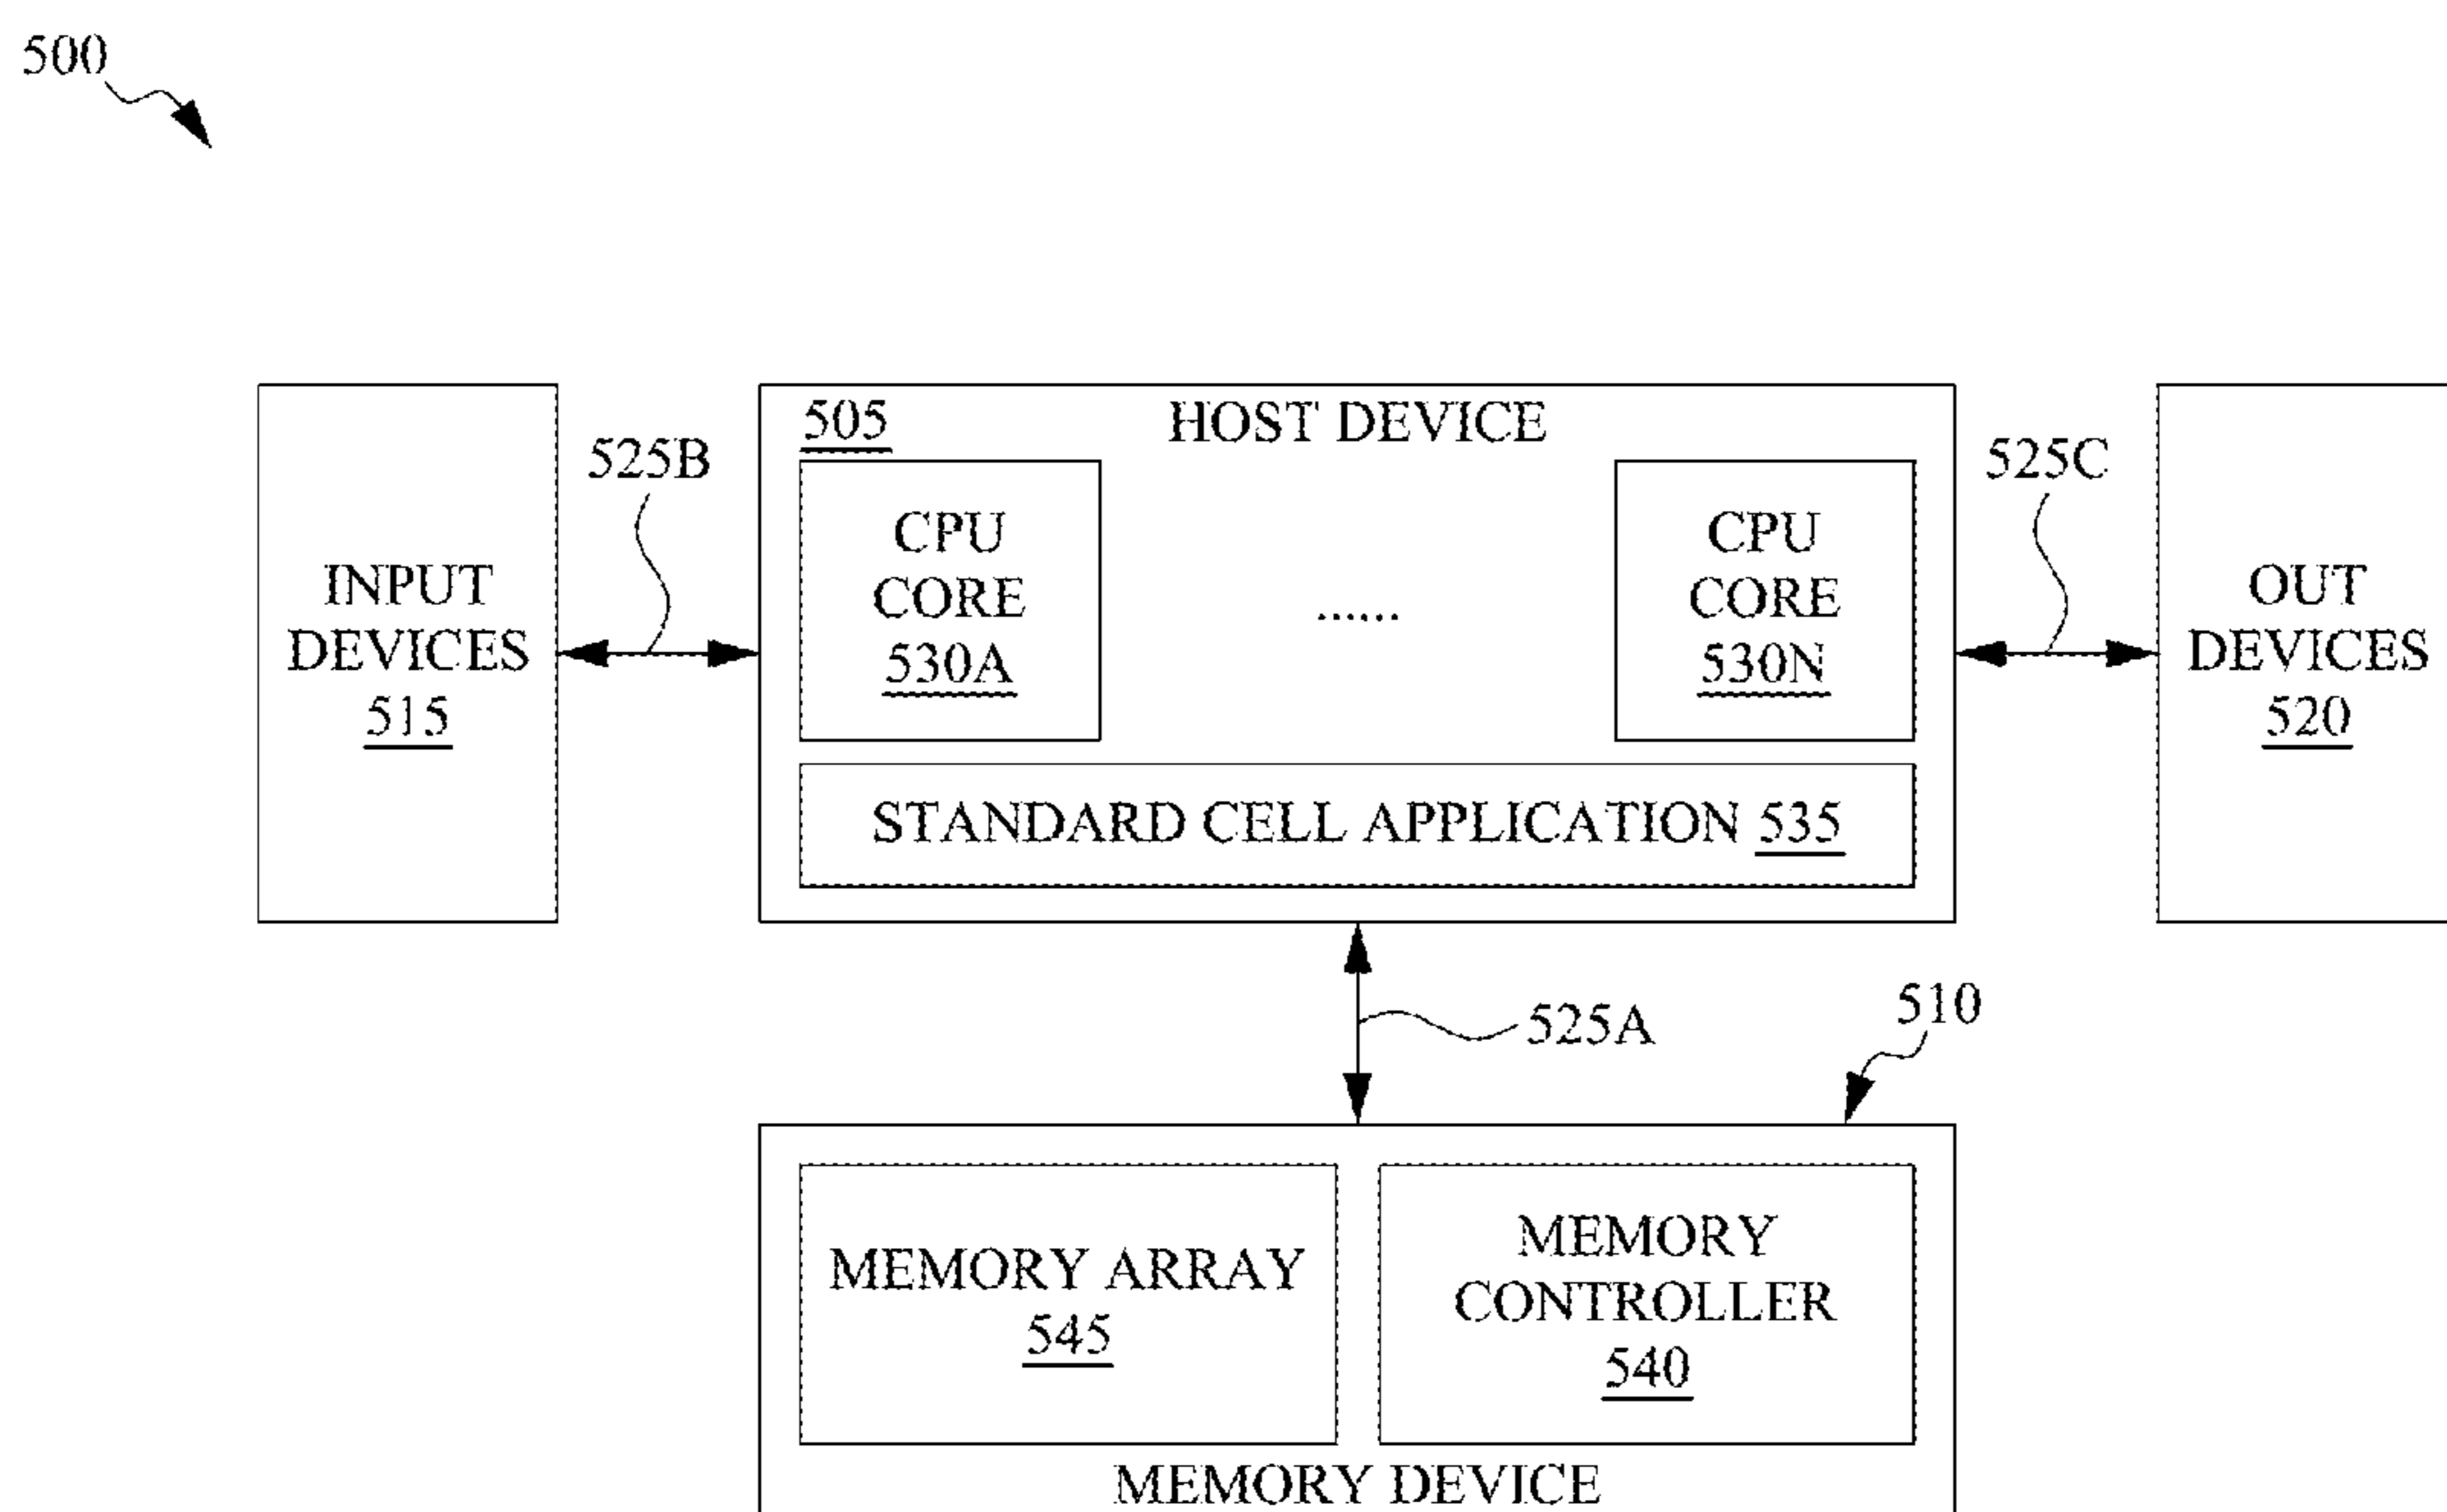 500
505
HOST DEVICE
525B
525C
INPUT
DEVICES
515
CPU
CORE
530A
......
CPU
CORE
530N
OUT
DEVICES
520
STANDARD CELL APPLICATION 535
525A
510
MEMORY ARRAY
545
MEMORY
CONTROLLER
540
MEMORY DEVICE